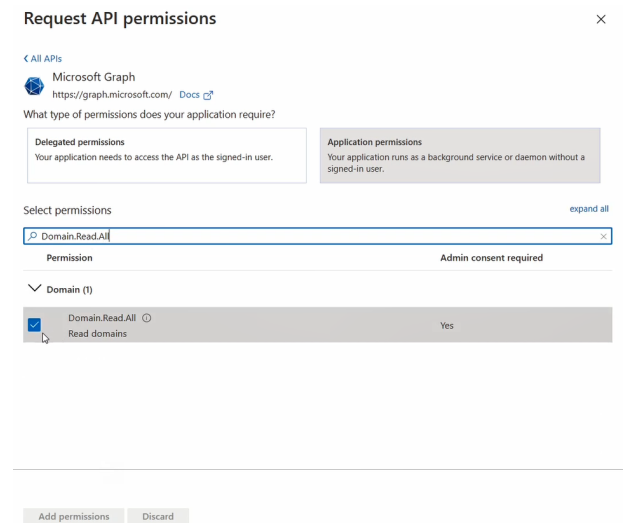 Request API permissions
All APIs
Microsoft Graph
https://graph.microsoft.com/ Docs
What type of permissions does your application require?
Delegated permissions
Your application needs to access the API as the signed-in user.
Application permissions
Your application runs as a background service or daemon without a
signed-in user.
Select permissions
expand all
Domain.Read.All
Permission
Admin consent required
Domain (1)
Domain.Read.All
Read domains
Yes
Add permissions
Discard